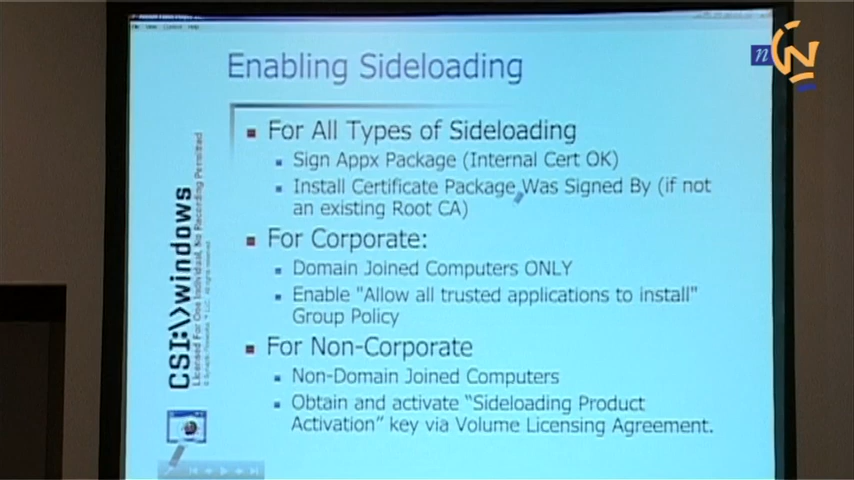 Enabling Sideloading
For All Types of Sideloading
Sign Appx Package (Internal Cert OK)
Install Certificate Package Was Signed By (if not
an existing Root CA)
For Corporate:
Domain Joined Computers ONLY
Enable "Allow all trusted applications to install"
Group Policy
For Non-Corporate
Non-Domain Joined Computers
Obtain and activate “Sideloading Product
Activation” key via Volume Licensing Agreement.
CSI:\>windows
Licensed For One Individual, No Recording Permitted
n